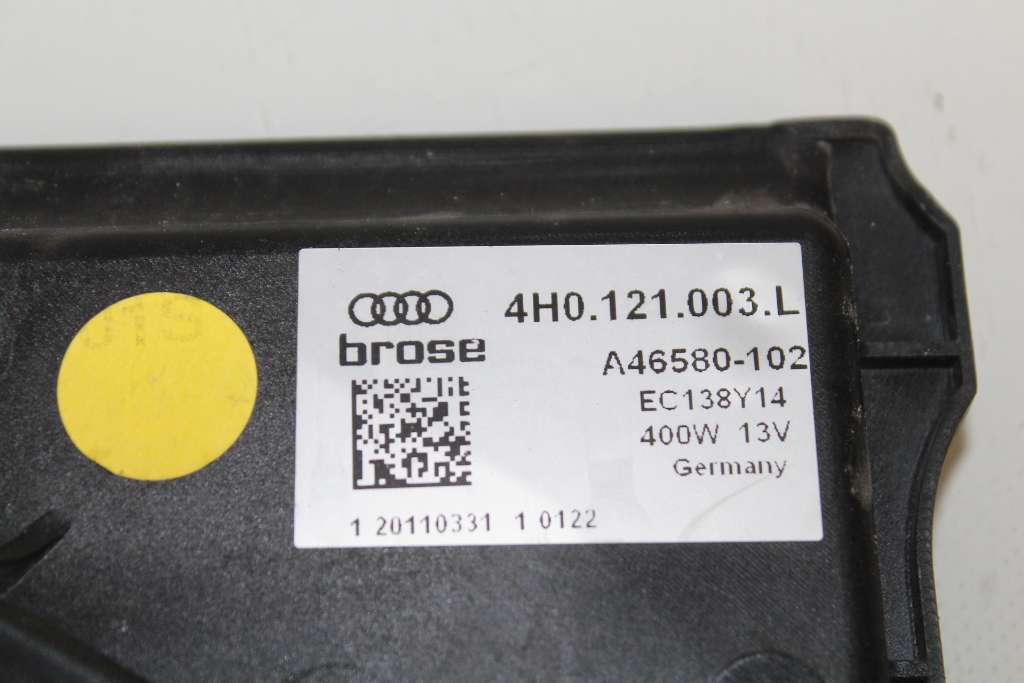 4H0.121.003.L
brose
A46580-102
EC138Y14
400W 13V
Germany
1 20110331 1 0122